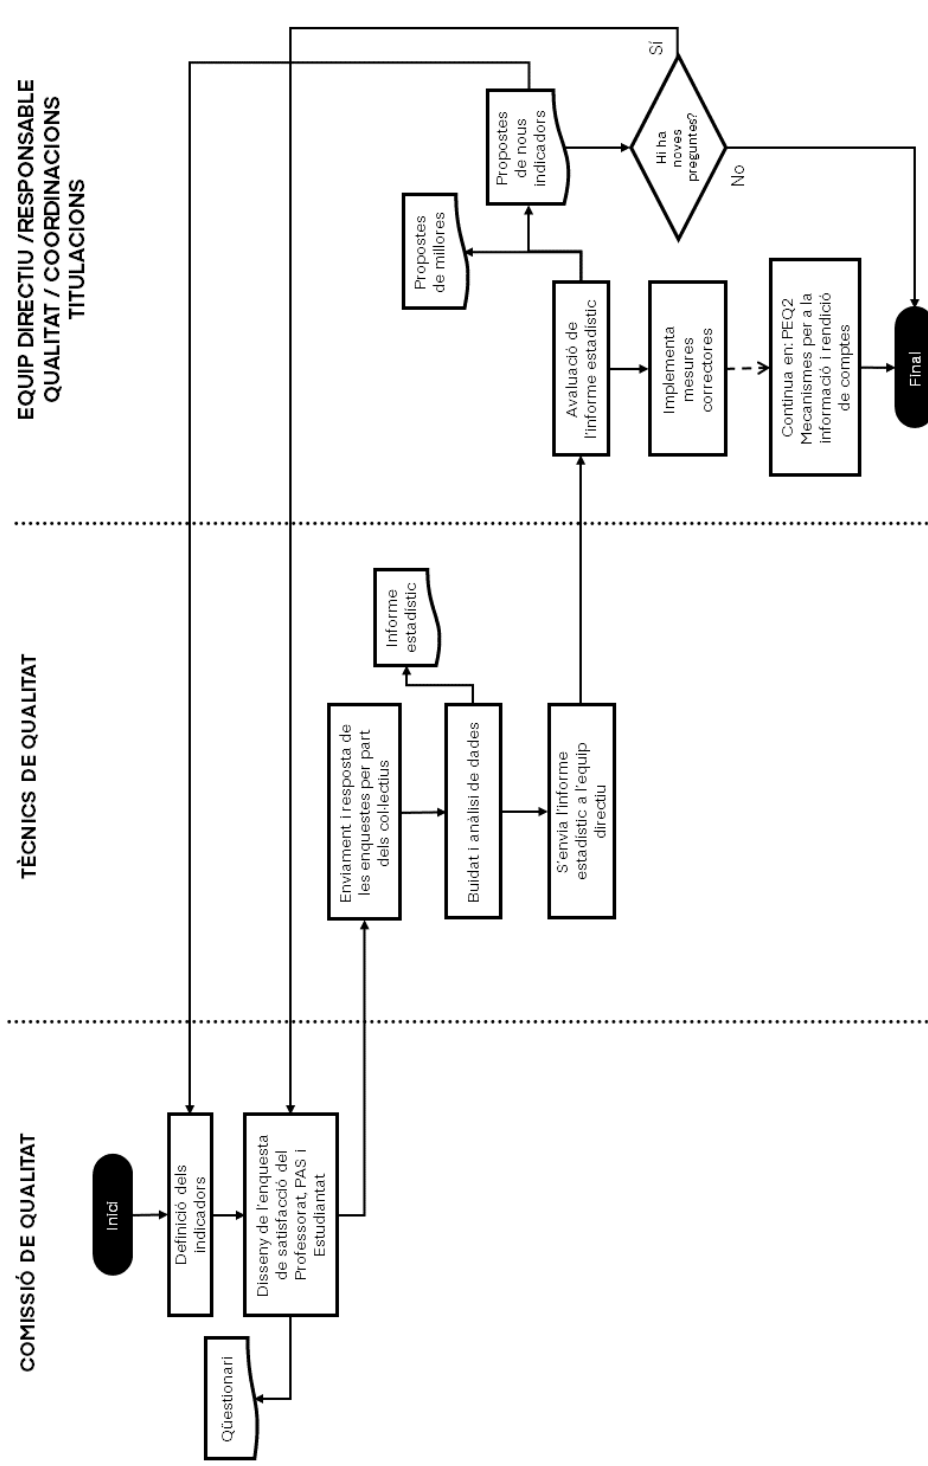 COMISSIÓ DE QUALITAT
TÈCNICS DE QUALITAT
EQUIP DIRECTIU /RESPONSABLE
QUALITAT / COORDINACIONS
TITULACIONS
Inici
Definició dels
indicadors
Disseny de l'enquesta
de satisfacció del
Professorat, PAS i
Estudiantat
Qüestionari
Enviament i resposta de
les enquestes per part
dels col·lectius
Buidat i anàlisi de dades
Informe
estadístic
S'envia l'informe
estadístic a l'equip
directiu
Avaluació de
l'informe estadístic
Propostes
de millores
Propostes
de nous
indicadors
Hi ha
noves
preguntes?
Sí
No
Implementa
mesures
correctores
Continua en: PEQ2
Mecanismes per a la
informació i rendició
de comptes
Final